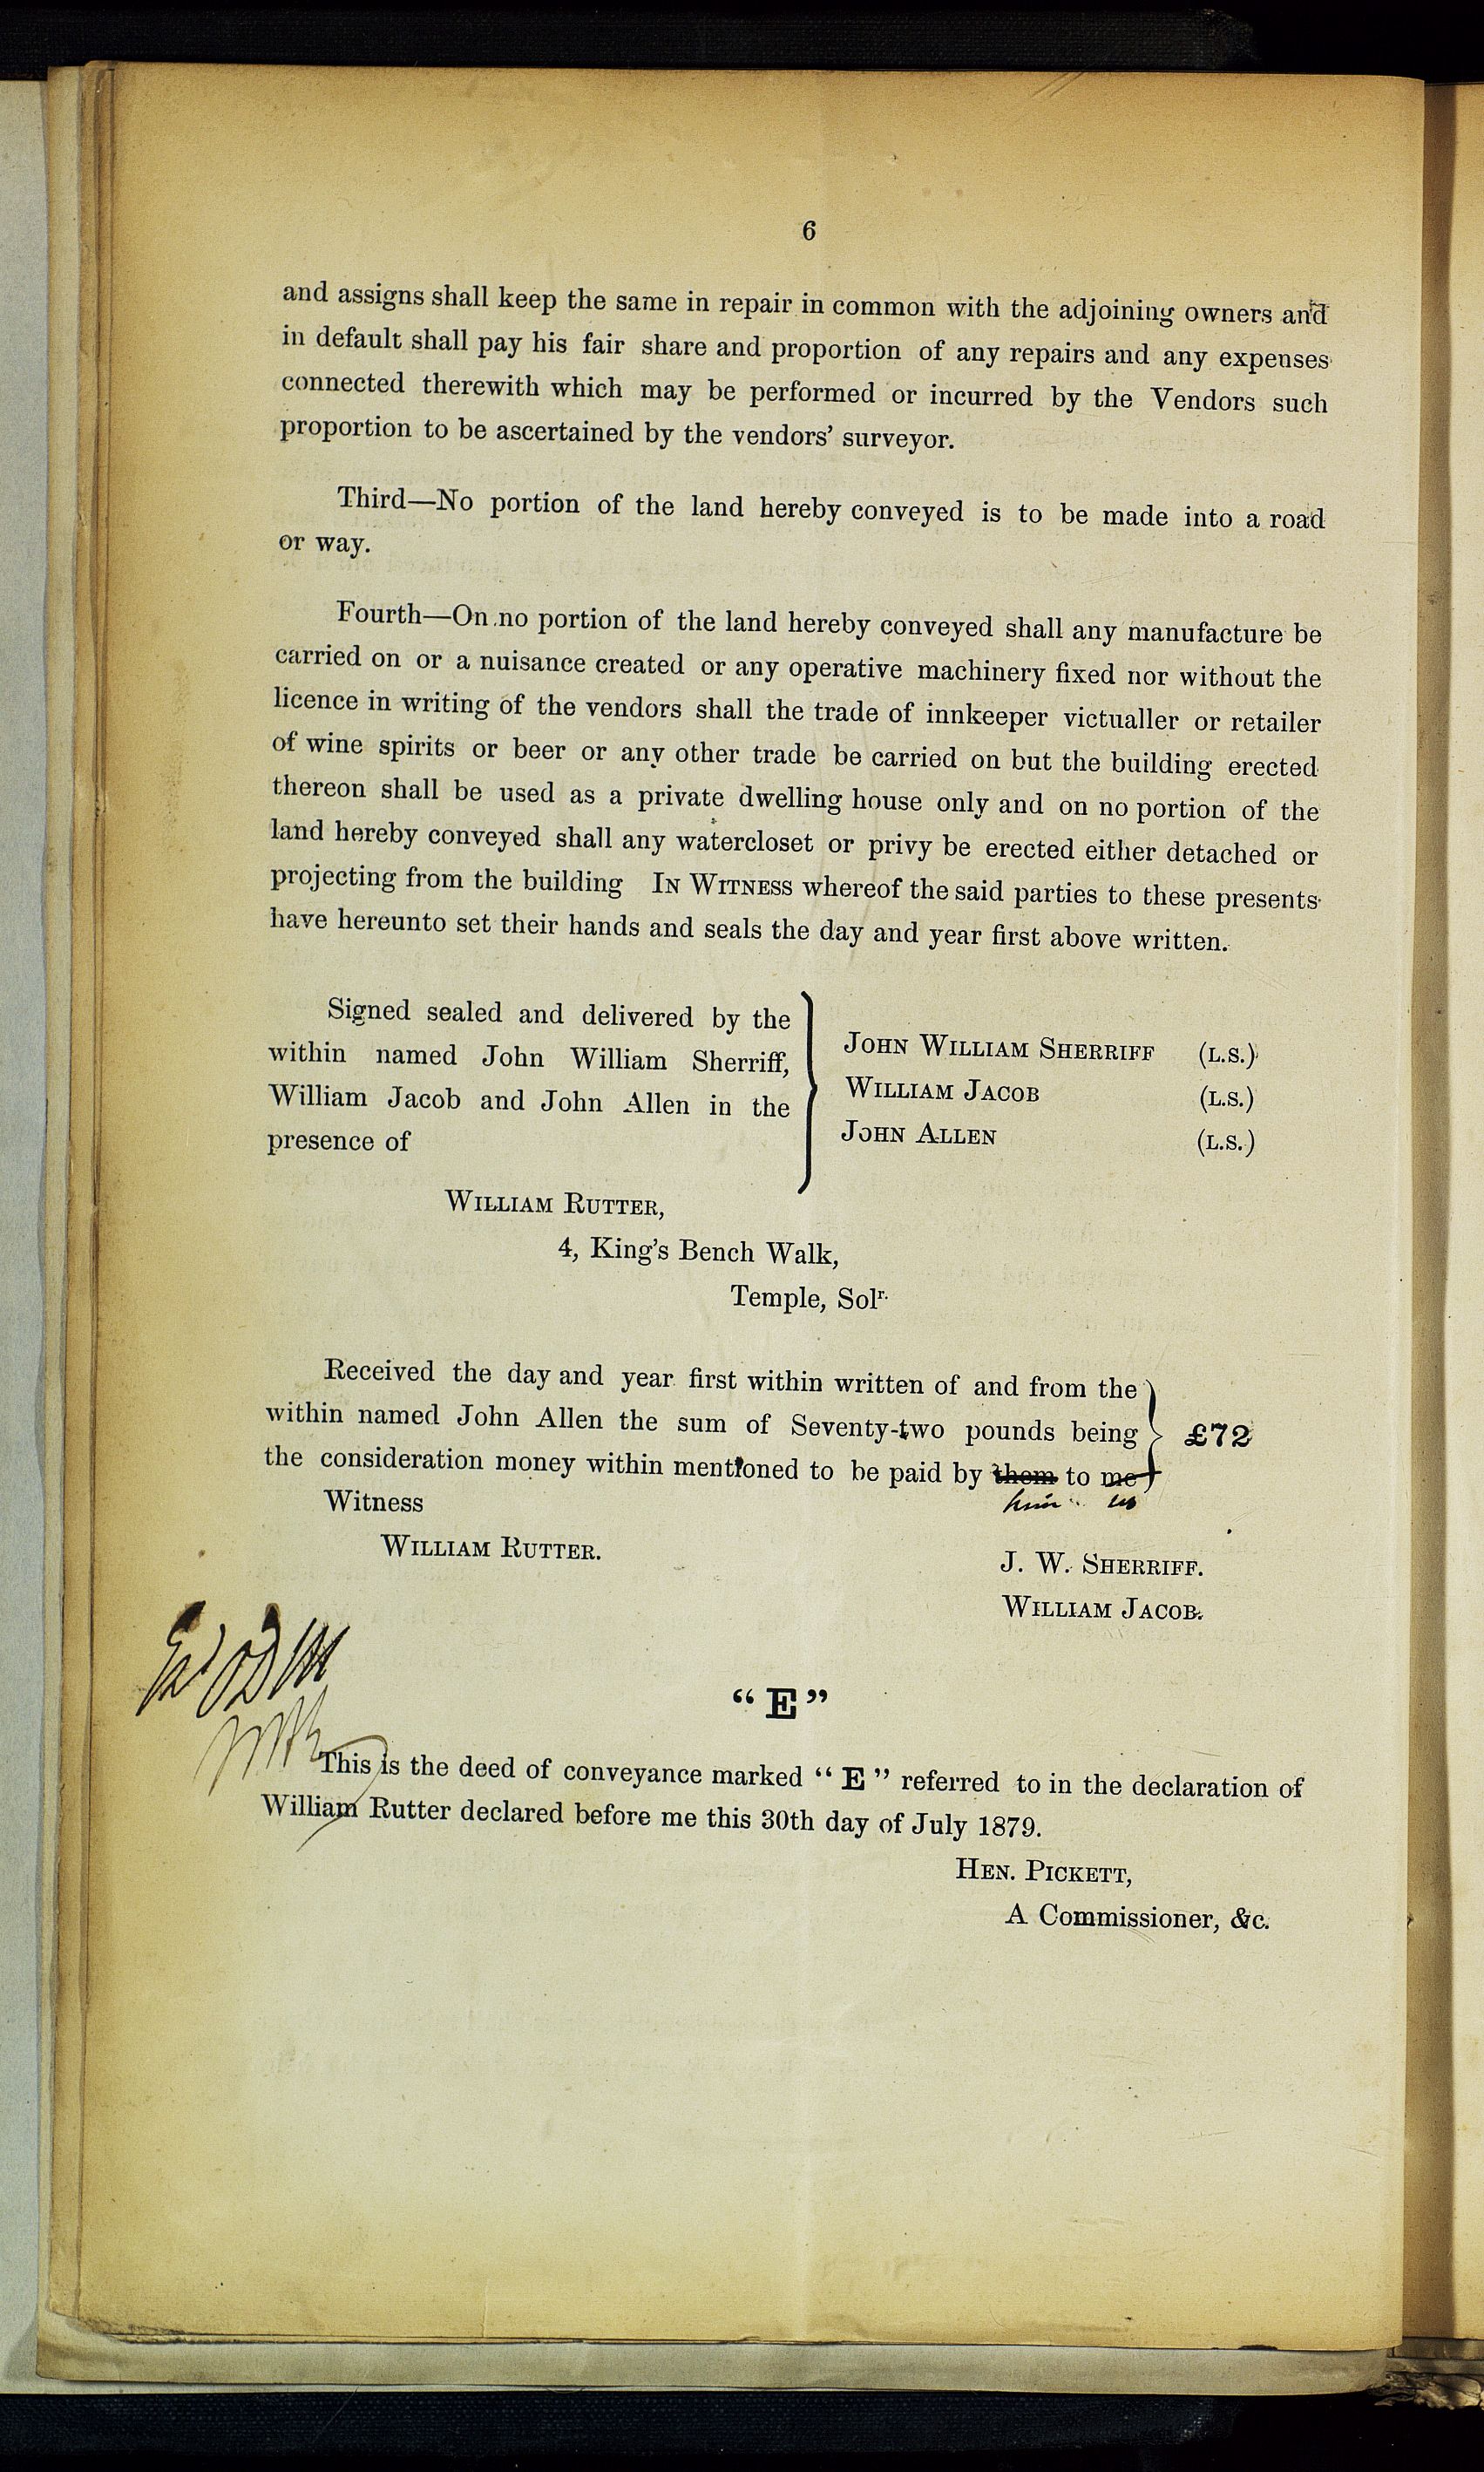 6
and assigns shall keep the same in repair in common with the adjoining owners and
in default shall pay his fair share and proportion of any repairs and any expenses
connected therewith which may be performed or incurred by the Vendors such
proportion to be ascertained by the vendors' surveyor.
Third—No portion of the land hereby conveyed is to be made into a road
or way.
Fourth—On no portion of the land hereby conveyed shall any manufacture be
carried on or a nuisance created or any operative machinery fixed nor without the
licence in writing of the vendors shall the trade of innkeeper victualler or retailer
of wine spirits or beer or any other trade be carried on but the building erected
thereon shall be used as a private dwelling house only and on no portion of the
land hereby conveyed shall any watercloset or privy be erected either detached or
projecting from the building IN WITNESS whereof the said parties to these presents
have hereunto set their hands and seals the day and year first above written.
Signed sealed and delivered by the
within named John William Sherriff,
William Jacob and John Allen in the
presence of
JOHN WILLIAM SHERRIFF (L.S.)
WILLIAM JACOB (L.S.)
JOHN ALLEN (L.S.)
WILLIAM RUTTER,
4, King's Bench Walk,
Temple, Solr.
Received the day and year first within written of and from the
within named John Allen the sum of Seventy-two pounds being
the consideration money within mentioned to be paid by them to me
£72
him us
Witness
WILLIAM RUTTER.
J. W. SHERRIFF.
WILLIAM JACOB.
“E”
This is the deed of conveyance marked “E” referred to in the declaration of
William Rutter declared before me this 30th day of July 1879.
HEN. PICKETT,
A Commissioner, &c.